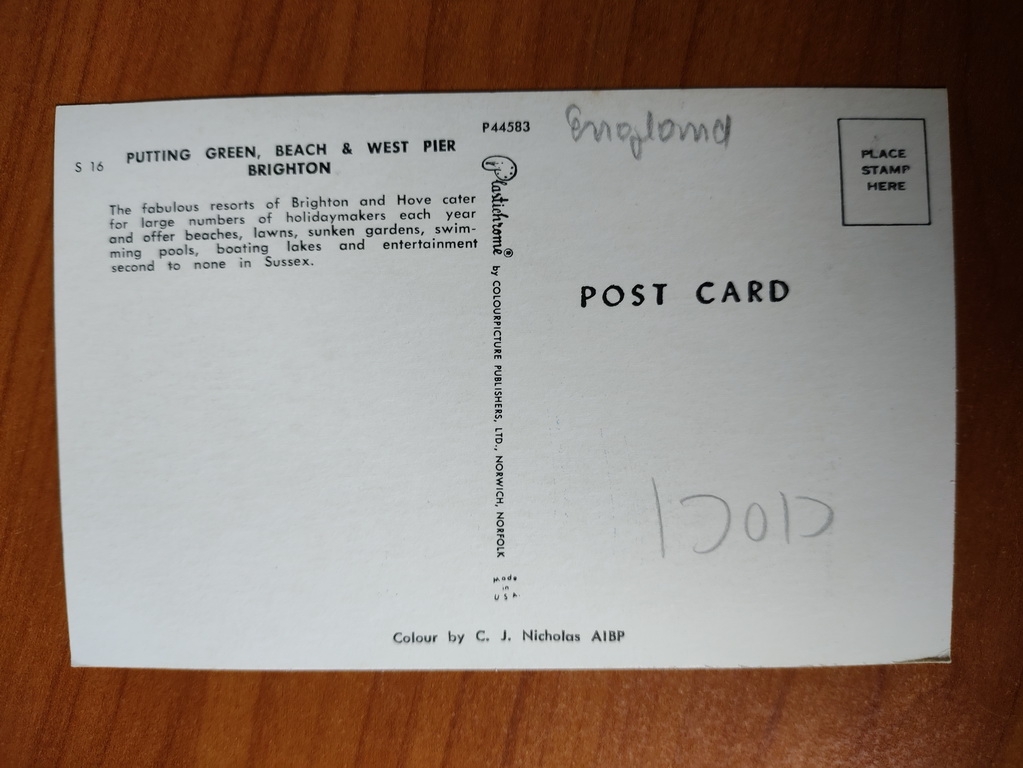 S 16
PUTTING GREEN, BEACH & WEST PIER
BRIGHTON
The fabulous resorts of Brighton and Hove cater
for large numbers of holidaymakers each year
and offer beaches, lawns, sunken gardens, swim-
ming pools, boating lakes and entertainment
second to none in Sussex.
P44583
Plastichrome® by COLOURPICTURE PUBLISHERS, LTD., NORWICH, NORFOLK
Made
in
USA.
Colour by C. J. Nicholas AIBP
England
PLACE
STAMP
HERE
POST CARD